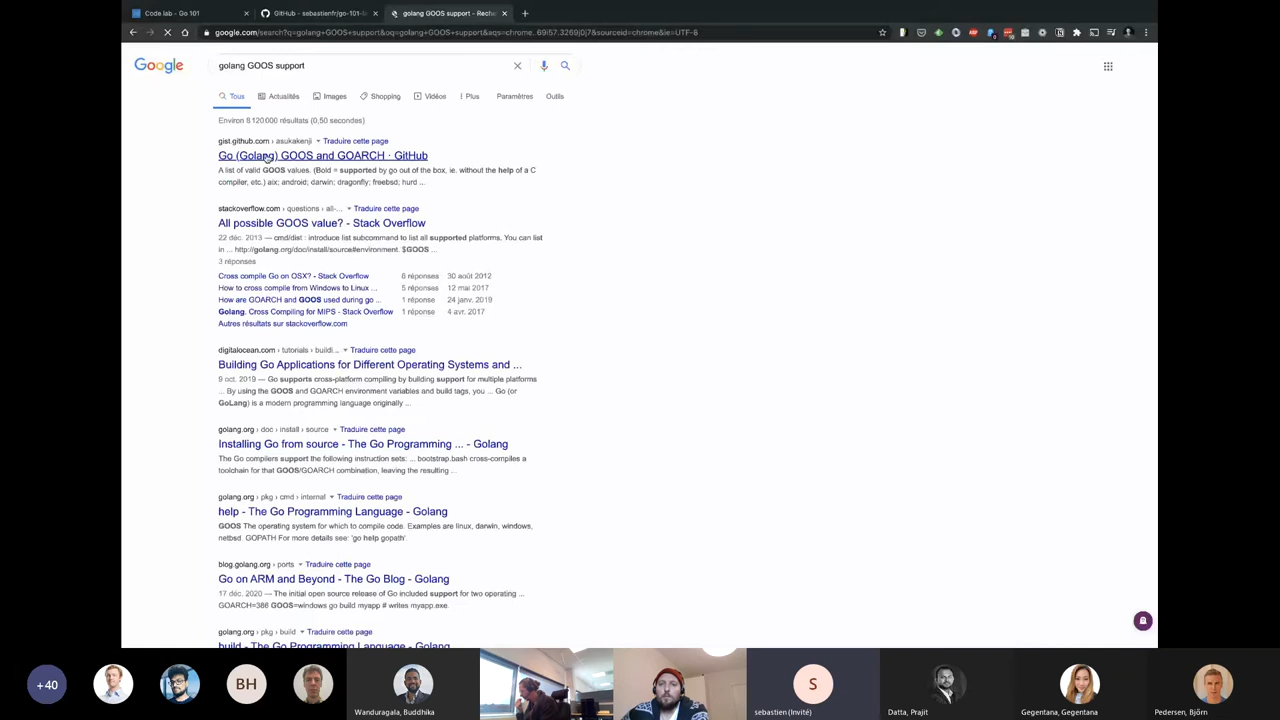 Code lab - Go 101
GitHub - sebastienfr/go-101-l
golang GOOS support - Reche
google.com/search?q=golang+GOOS+support&oq=golang+GOOS+support&aqs=chrome..69i57.3269j0j7&sourceid=chrome&ie=UTF-8
Google
golang GOOS support
Tous
Actualités
Images
Shopping
Vidéos
Plus
Paramètres
Outils
Environ 8 120 000 résultats (0,50 secondes)
gist.github.com › asukakenji
Traduire cette page
Go (Golang) GOOS and GOARCH · GitHub
A list of valid GOOS values. (Bold = supported by go out of the box, ie. without the help of a C
compiler, etc.) aix; android; darwin; dragonfly; freebsd; hurd ...
stackoverflow.com › questions › all-...
Traduire cette page
All possible GOOS value? - Stack Overflow
22 déc. 2013 — cmd/dist : introduce list subcommand to list all supported platforms. You can list
in ... http://golang.org/doc/install/source#environment. $GOOS ...
3 réponses
Cross compile Go on OSX? - Stack Overflow 6 réponses 30 août 2012
How to cross compile from Windows to Linux ... 5 réponses 12 mai 2017
How are GOARCH and GOOS used during go ... 1 réponse 24 janv. 2019
Golang. Cross Compiling for MIPS - Stack Overflow 1 réponse 4 avr. 2017
Autres résultats sur stackoverflow.com
digitalocean.com › tutorials › buildi...
Traduire cette page
Building Go Applications for Different Operating Systems and ...
9 oct. 2019 — Go supports cross-platform compiling by building support for multiple platforms
... By using the GOOS and GOARCH environment variables and build tags, you ... Go (or
GoLang) is a modern programming language originally ...
golang.org › doc › install › source
Traduire cette page
Installing Go from source - The Go Programming ... - Golang
The Go compilers support the following instruction sets: ... bootstrap.bash cross-compiles a
toolchain for that GOOS/GOARCH combination, leaving the resulting ...
golang.org › pkg › cmd › internal
Traduire cette page
help - The Go Programming Language - Golang
GOOS The operating system for which to compile code. Examples are linux, darwin, windows,
netbsd. GOPATH For more details see: 'go help gopath'.
blog.golang.org › ports
Traduire cette page
Go on ARM and Beyond - The Go Blog - Golang
17 déc. 2020 — The initial open source release of Go included support for two operating ...
GOARCH=386 GOOS=windows go build myapp # writes myapp.exe.
golang.org › pkg › build
Traduire cette page
build - The Go Programming Language - Golang
+40
BH
S
Wanduragala, Buddhika
sebastien (Invité)
Datta, Prajit
Gegentana, Gegentana
Pedersen, Björn